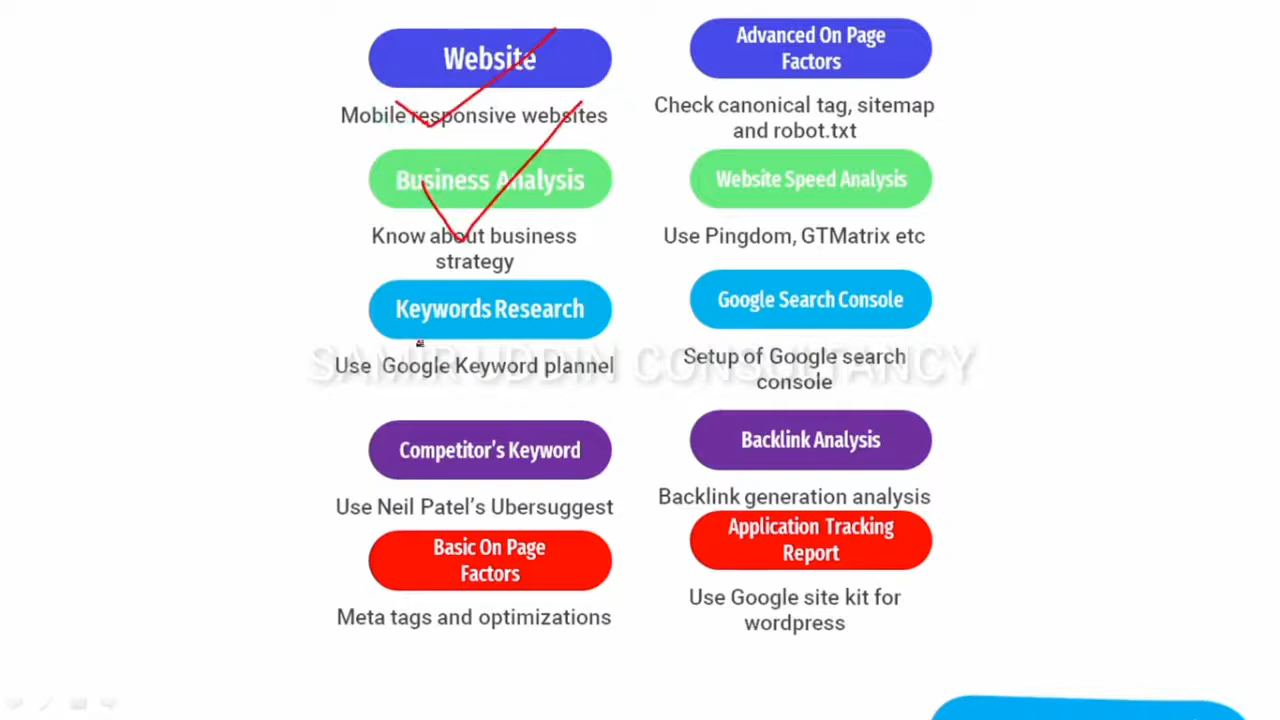 Website
Mobile responsive websites
Business Analysis
Know about business
strategy
Keywords Research
Use Google Keyword plannel
Competitor's Keyword
Use Neil Patel's Ubersuggest
Basic On Page
Factors
Meta tags and optimizations
Advanced On Page
Factors
Check canonical tag, sitemap
and robot.txt
Website Speed Analysis
Use Pingdom, GTMatrix etc
Google Search Console
Setup of Google search
console
Backlink Analysis
Backlink generation analysis
Application Tracking
Report
Use Google site kit for
wordpress
SAMIR UDDIN CONSULTANCY